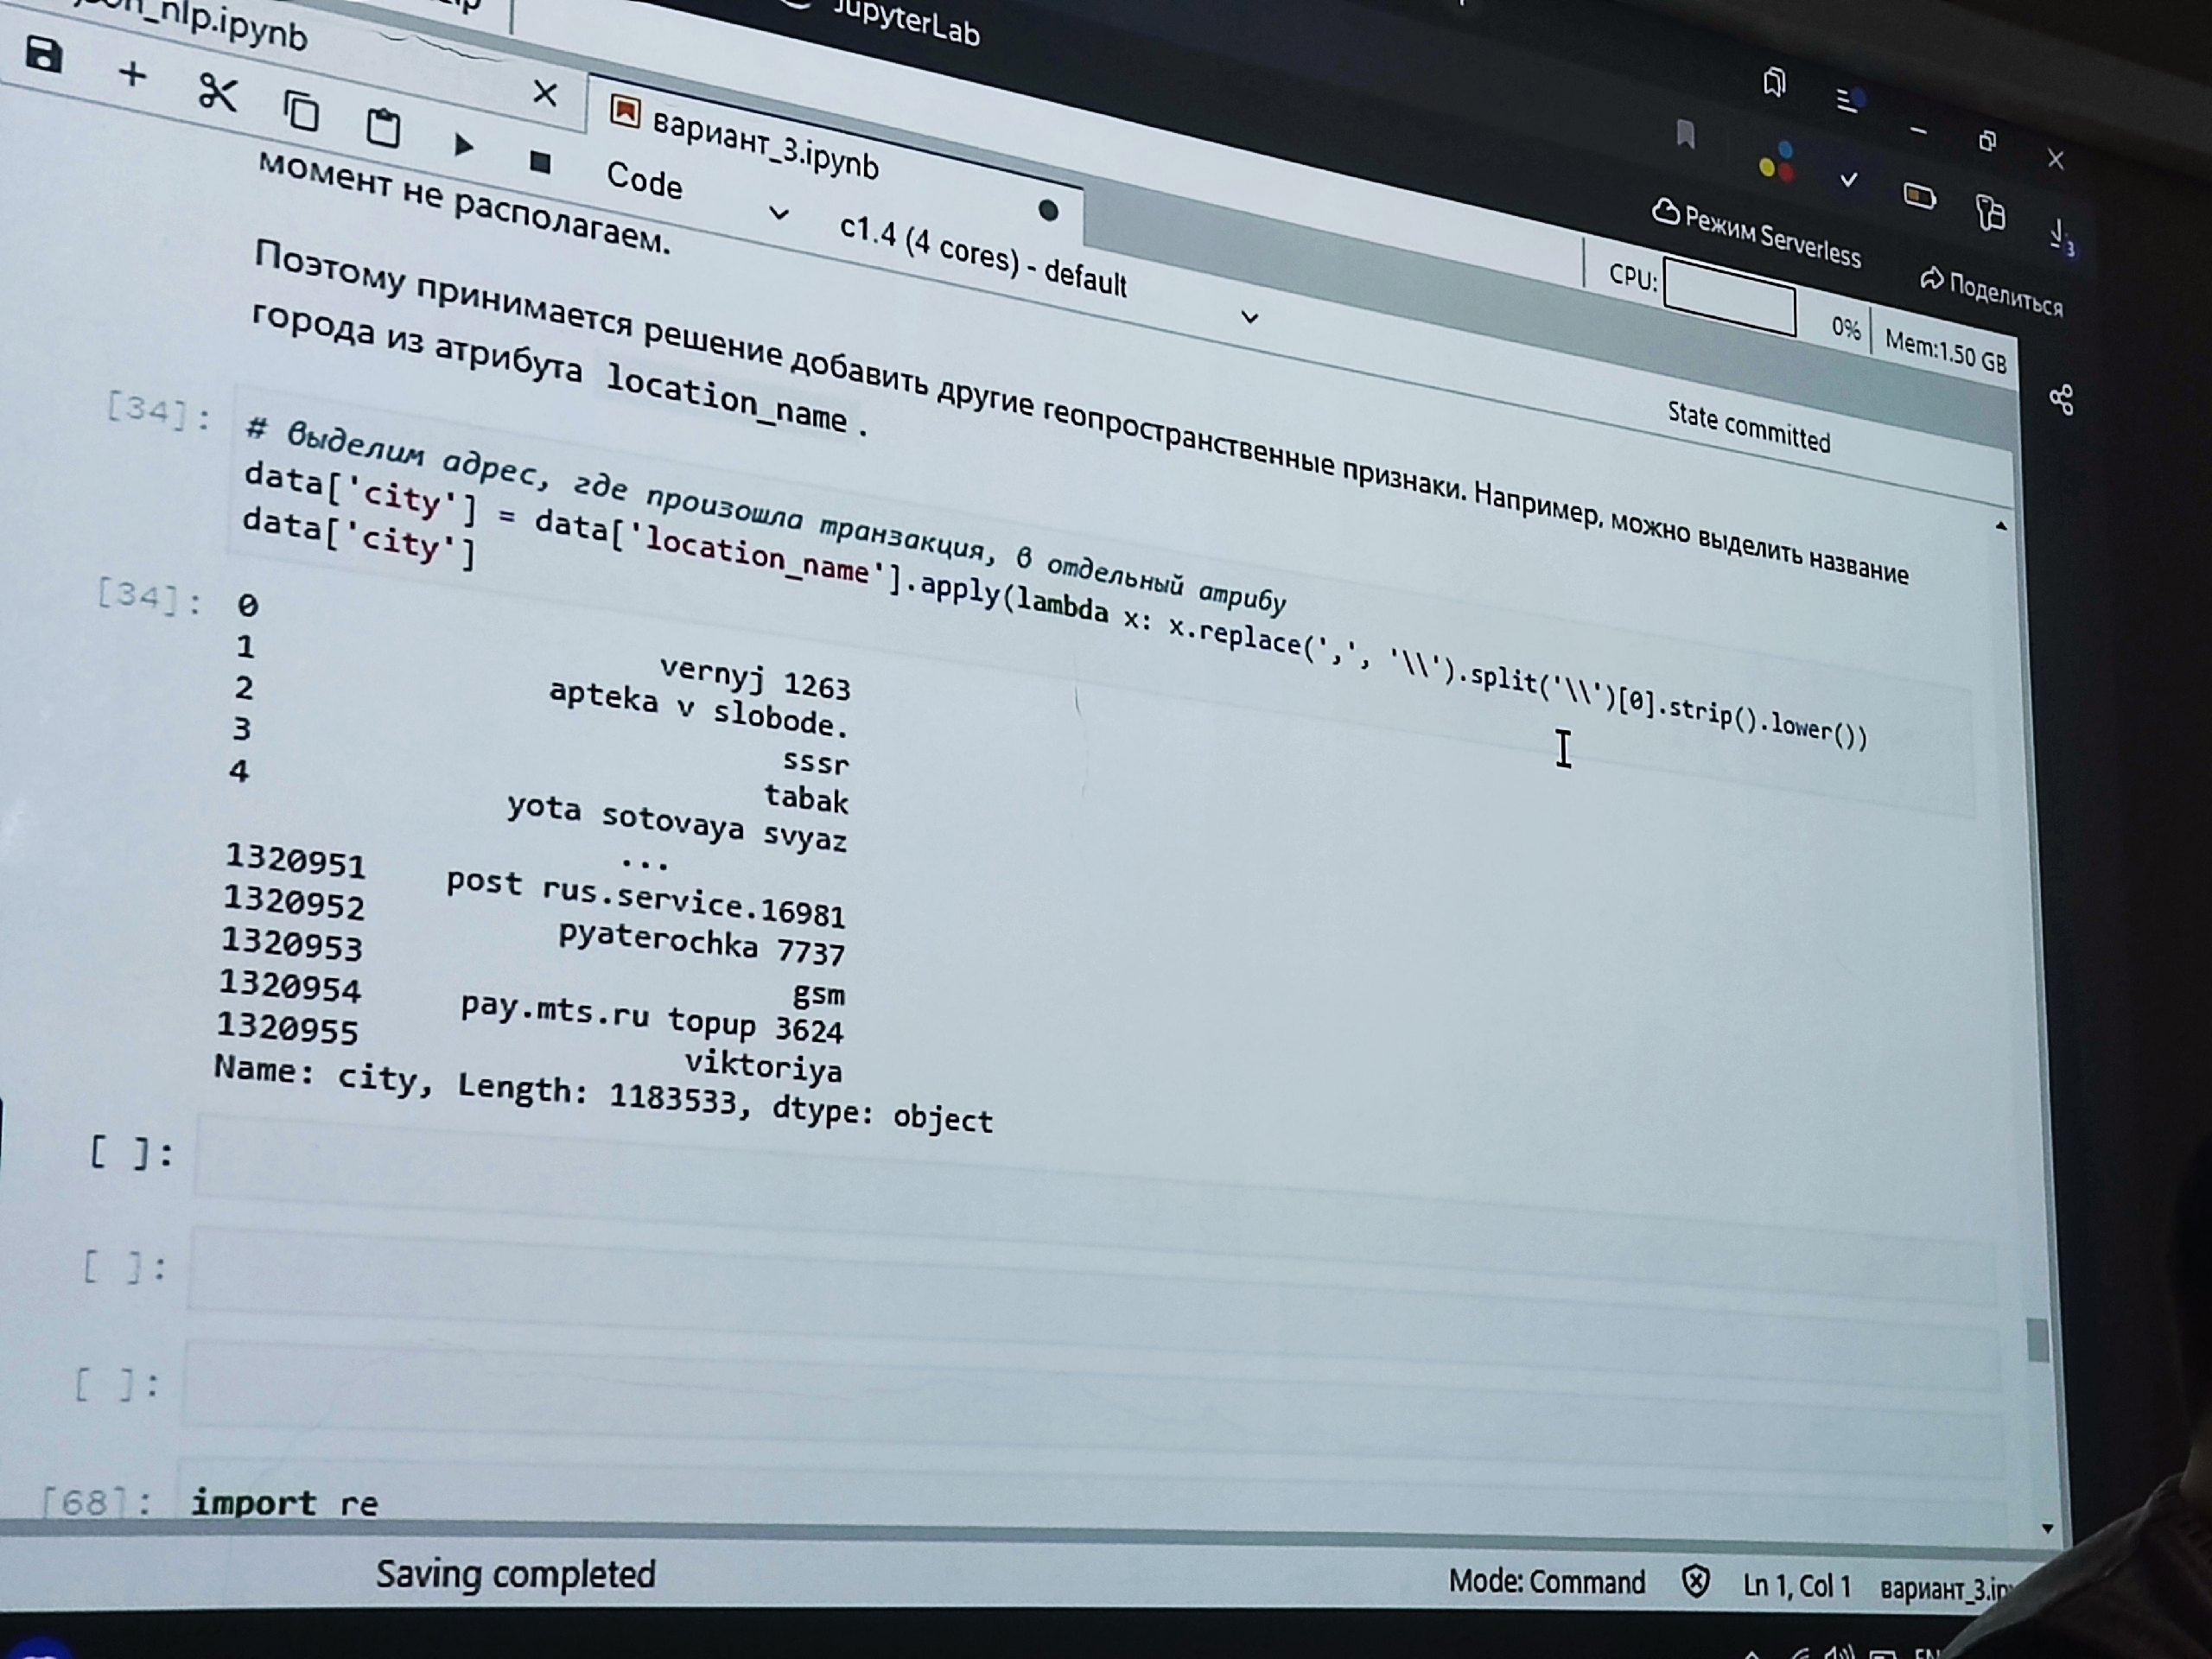 JupyterLab
_nlp.ipynb
вариант_3.ipynb
Code
c1.4 (4 cores) - default
Режим Serverless
Поделиться
3
CPU:
0%
Mem:1.50 GB
State committed
момент не располагаем.
Поэтому принимается решение добавить другие геопространственные признаки. Например, можно выделить название
города из атрибута location_name .
[34]:
# выделим адрес, где произошла транзакция, в отдельный атрибу
data['city'] = data['location_name'].apply(lambda x: x.replace(',', '\\').split('\\')[0].strip().lower())
data['city']
[34]:
0 vernyj 1263
1 apteka v slobode.
2 sssr
3 tabak
4 yota sotovaya svyaz
...
1320951 post rus.service.16981
1320952 pyaterochka 7737
1320953 gsm
1320954 pay.mts.ru topup 3624
1320955 viktoriya
Name: city, Length: 1183533, dtype: object
[ ]:
[ ]:
[ ]:
[68]: import re
Saving completed
Mode: Command
Ln 1, Col 1
вариант_3.ip